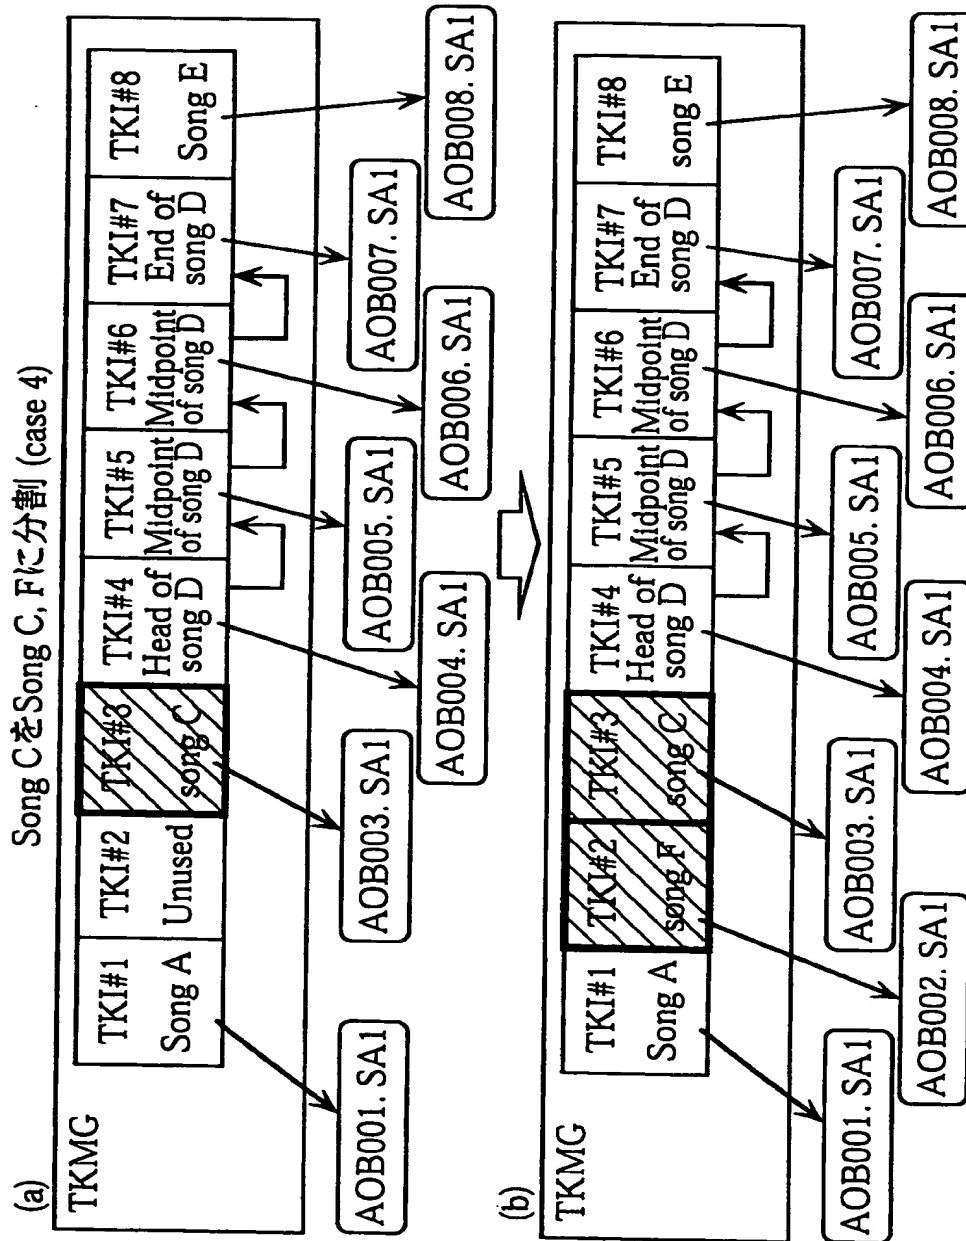 Song CをSong C, Fに分割 (case 4)
(a)
TKMG
TKI#1
Song A
TKI#2
Unused
TKI#3
song C
TKI#4
Head of
song D
TKI#5
Midpoint
of song D
TKI#6
Midpoint
of song D
TKI#7
End of
song D
TKI#8
Song E
AOB001. SA1
AOB003. SA1
AOB004. SA1
AOB005. SA1
AOB006. SA1
AOB007. SA1
AOB008. SA1
(b)
TKMG
TKI#1
Song A
TKI#2
song F
TKI#3
song C
TKI#4
Head of
song D
TKI#5
Midpoint
of song D
TKI#6
Midpoint
of song D
TKI#7
End of
song D
TKI#8
song E
AOB001. SA1
AOB002. SA1
AOB003. SA1
AOB004. SA1
AOB005. SA1
AOB006. SA1
AOB007. SA1
AOB008. SA1